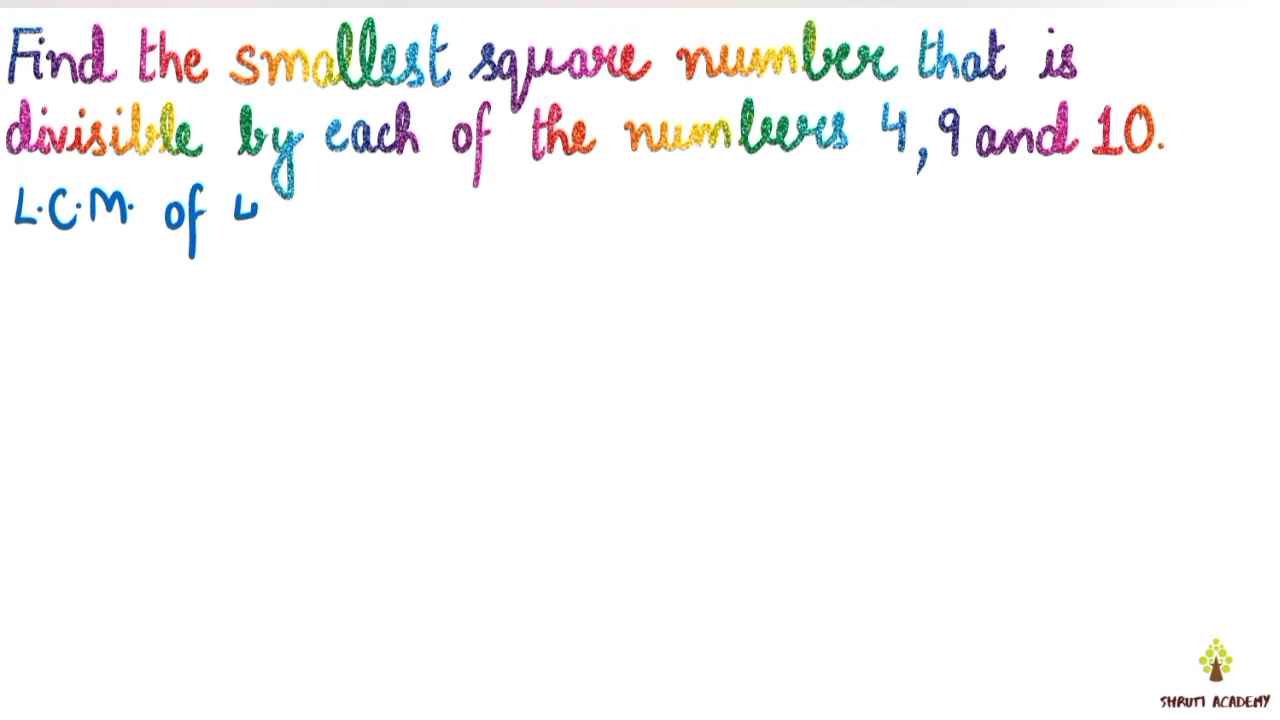 Find the smallest square number that is
divisible by each of the numbers 4, 9 and 10.
L.C.M. of 4
SHRUTI ACADEMY